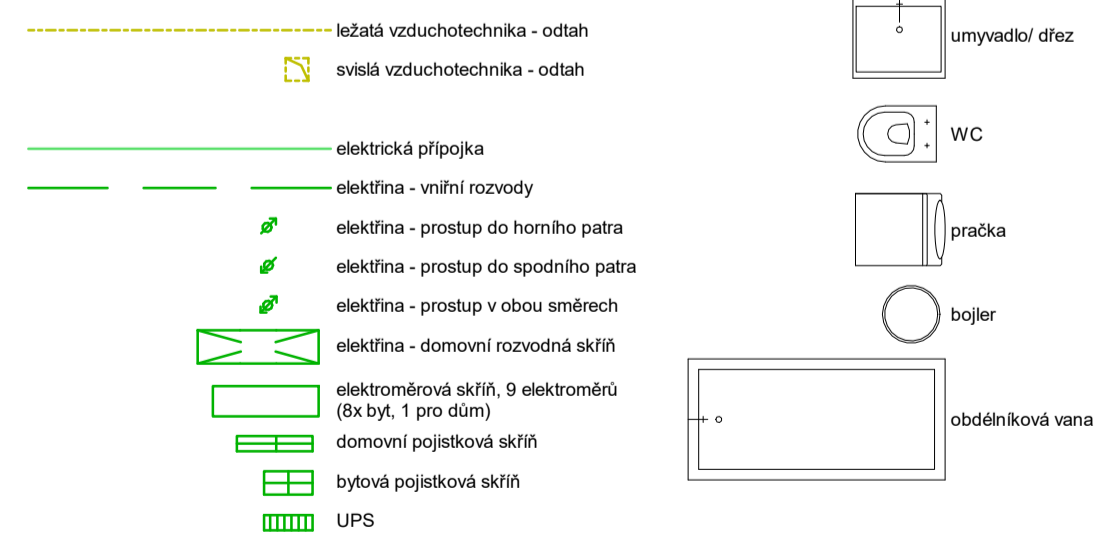 ležatá vzduchotechnika - odtah
svislá vzduchotechnika - odtah
elektrická přípojka
elektřina - vniřní rozvody
elektřina - prostup do horního patra
elektřina - prostup do spodního patra
elektřina - prostup v obou směrech
elektřina - domovní rozvodná skříň
elektroměrová skříň, 9 elektroměrů
(8x byt, 1 pro dům)
domovní pojistková skříň
bytová pojistková skříň
UPS
umyvadlo/ dřez
WC
pračka
bojler
obdélníková vana